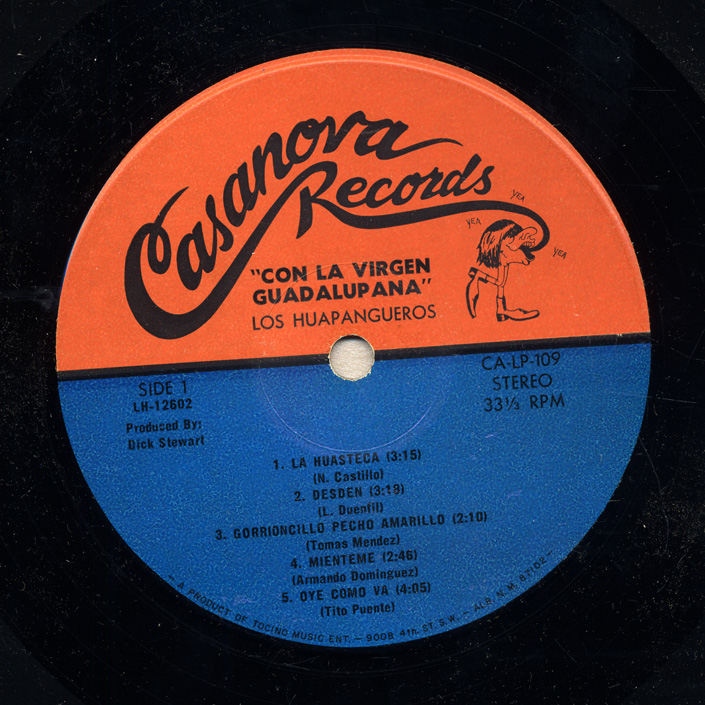 Casanova
Records
YEA
YEA
YEA
"CON LA VIRGEN
GUADALUPANA"
LOS HUAPANGUEROS
SIDE 1
LH-12602
Produced By:
Dick Stewart
CA-LP-109
STEREO
33⅓ RPM
1. LA HUASTECA (3:15)
(N. Castillo)
2. DESDEN (3:18)
(L. Duenfil)
3. GORRIONCILLO PECHO AMARILLO (2:10)
(Tomas Mendez)
4. MIENTEME (2:46)
(Armando Dominguez)
5. OYE COMO VA (4:05)
(Tito Puente)
- A PRODUCT OF TOCINO MUSIC ENT. - 900B 4th. ST. S.W. - ALB. N.M. 87102 -